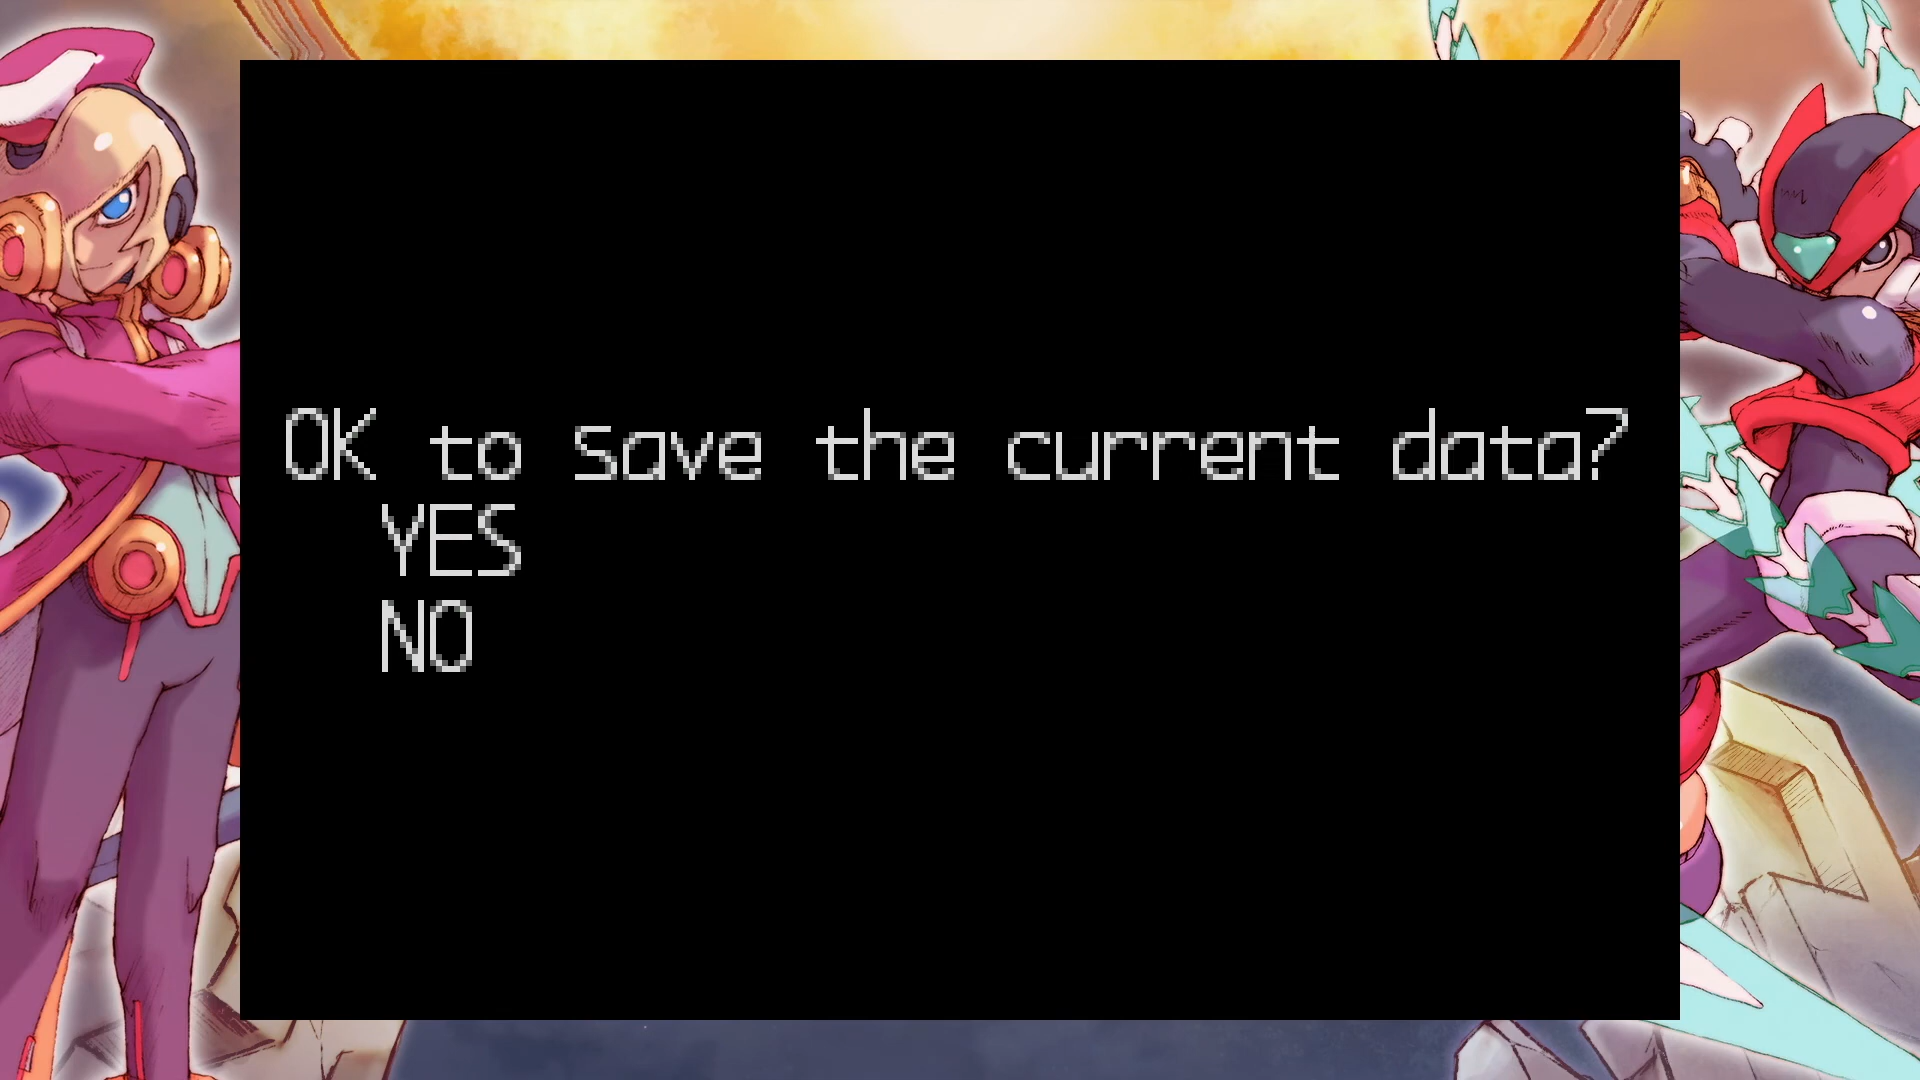 OK to save the current data?
YES
NO